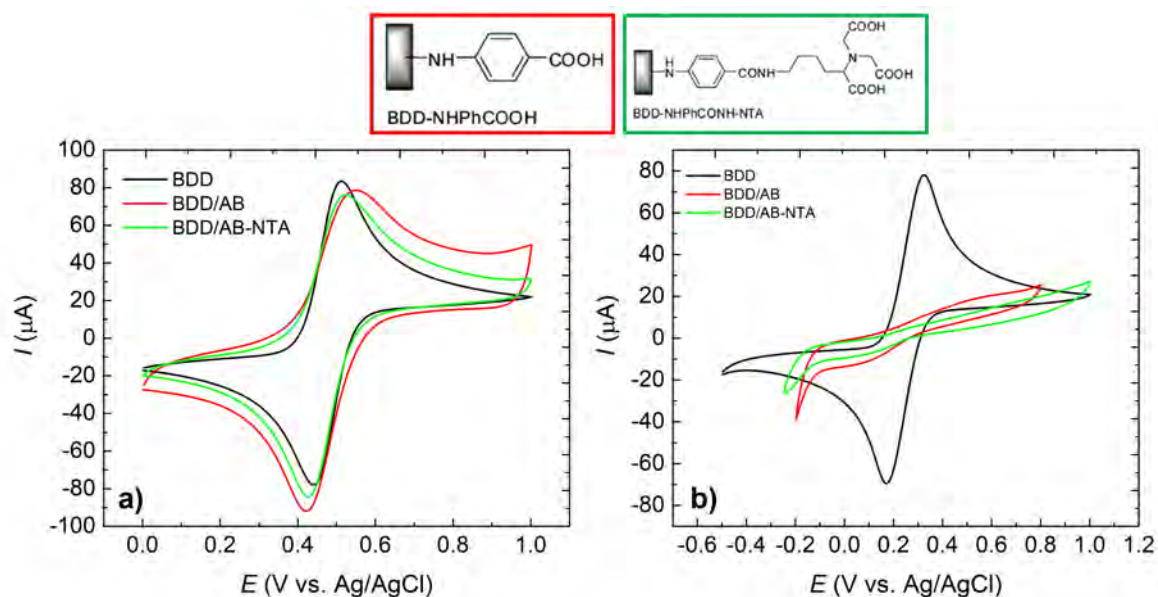 NH
COOH
BDD-NHPhCOOH
H
N
CONH
COOH
N
COOH
COOH
BDD-NHPhCONH-NTA
100
80
60
40
20
0
-20
-40
-60
-80
-100
I (μA)
BDD
BDD/AB
BDD/AB-NTA
a)
0.0 0.2 0.4 0.6 0.8 1.0
E (V vs. Ag/AgCl)
80
60
40
20
0
-20
-40
-60
-80
I (μA)
BDD
BDD/AB
BDD/AB-NTA
b)
-0.6 -0.4 -0.2 0.0 0.2 0.4 0.6 0.8 1.0 1.2
E (V vs. Ag/AgCl)